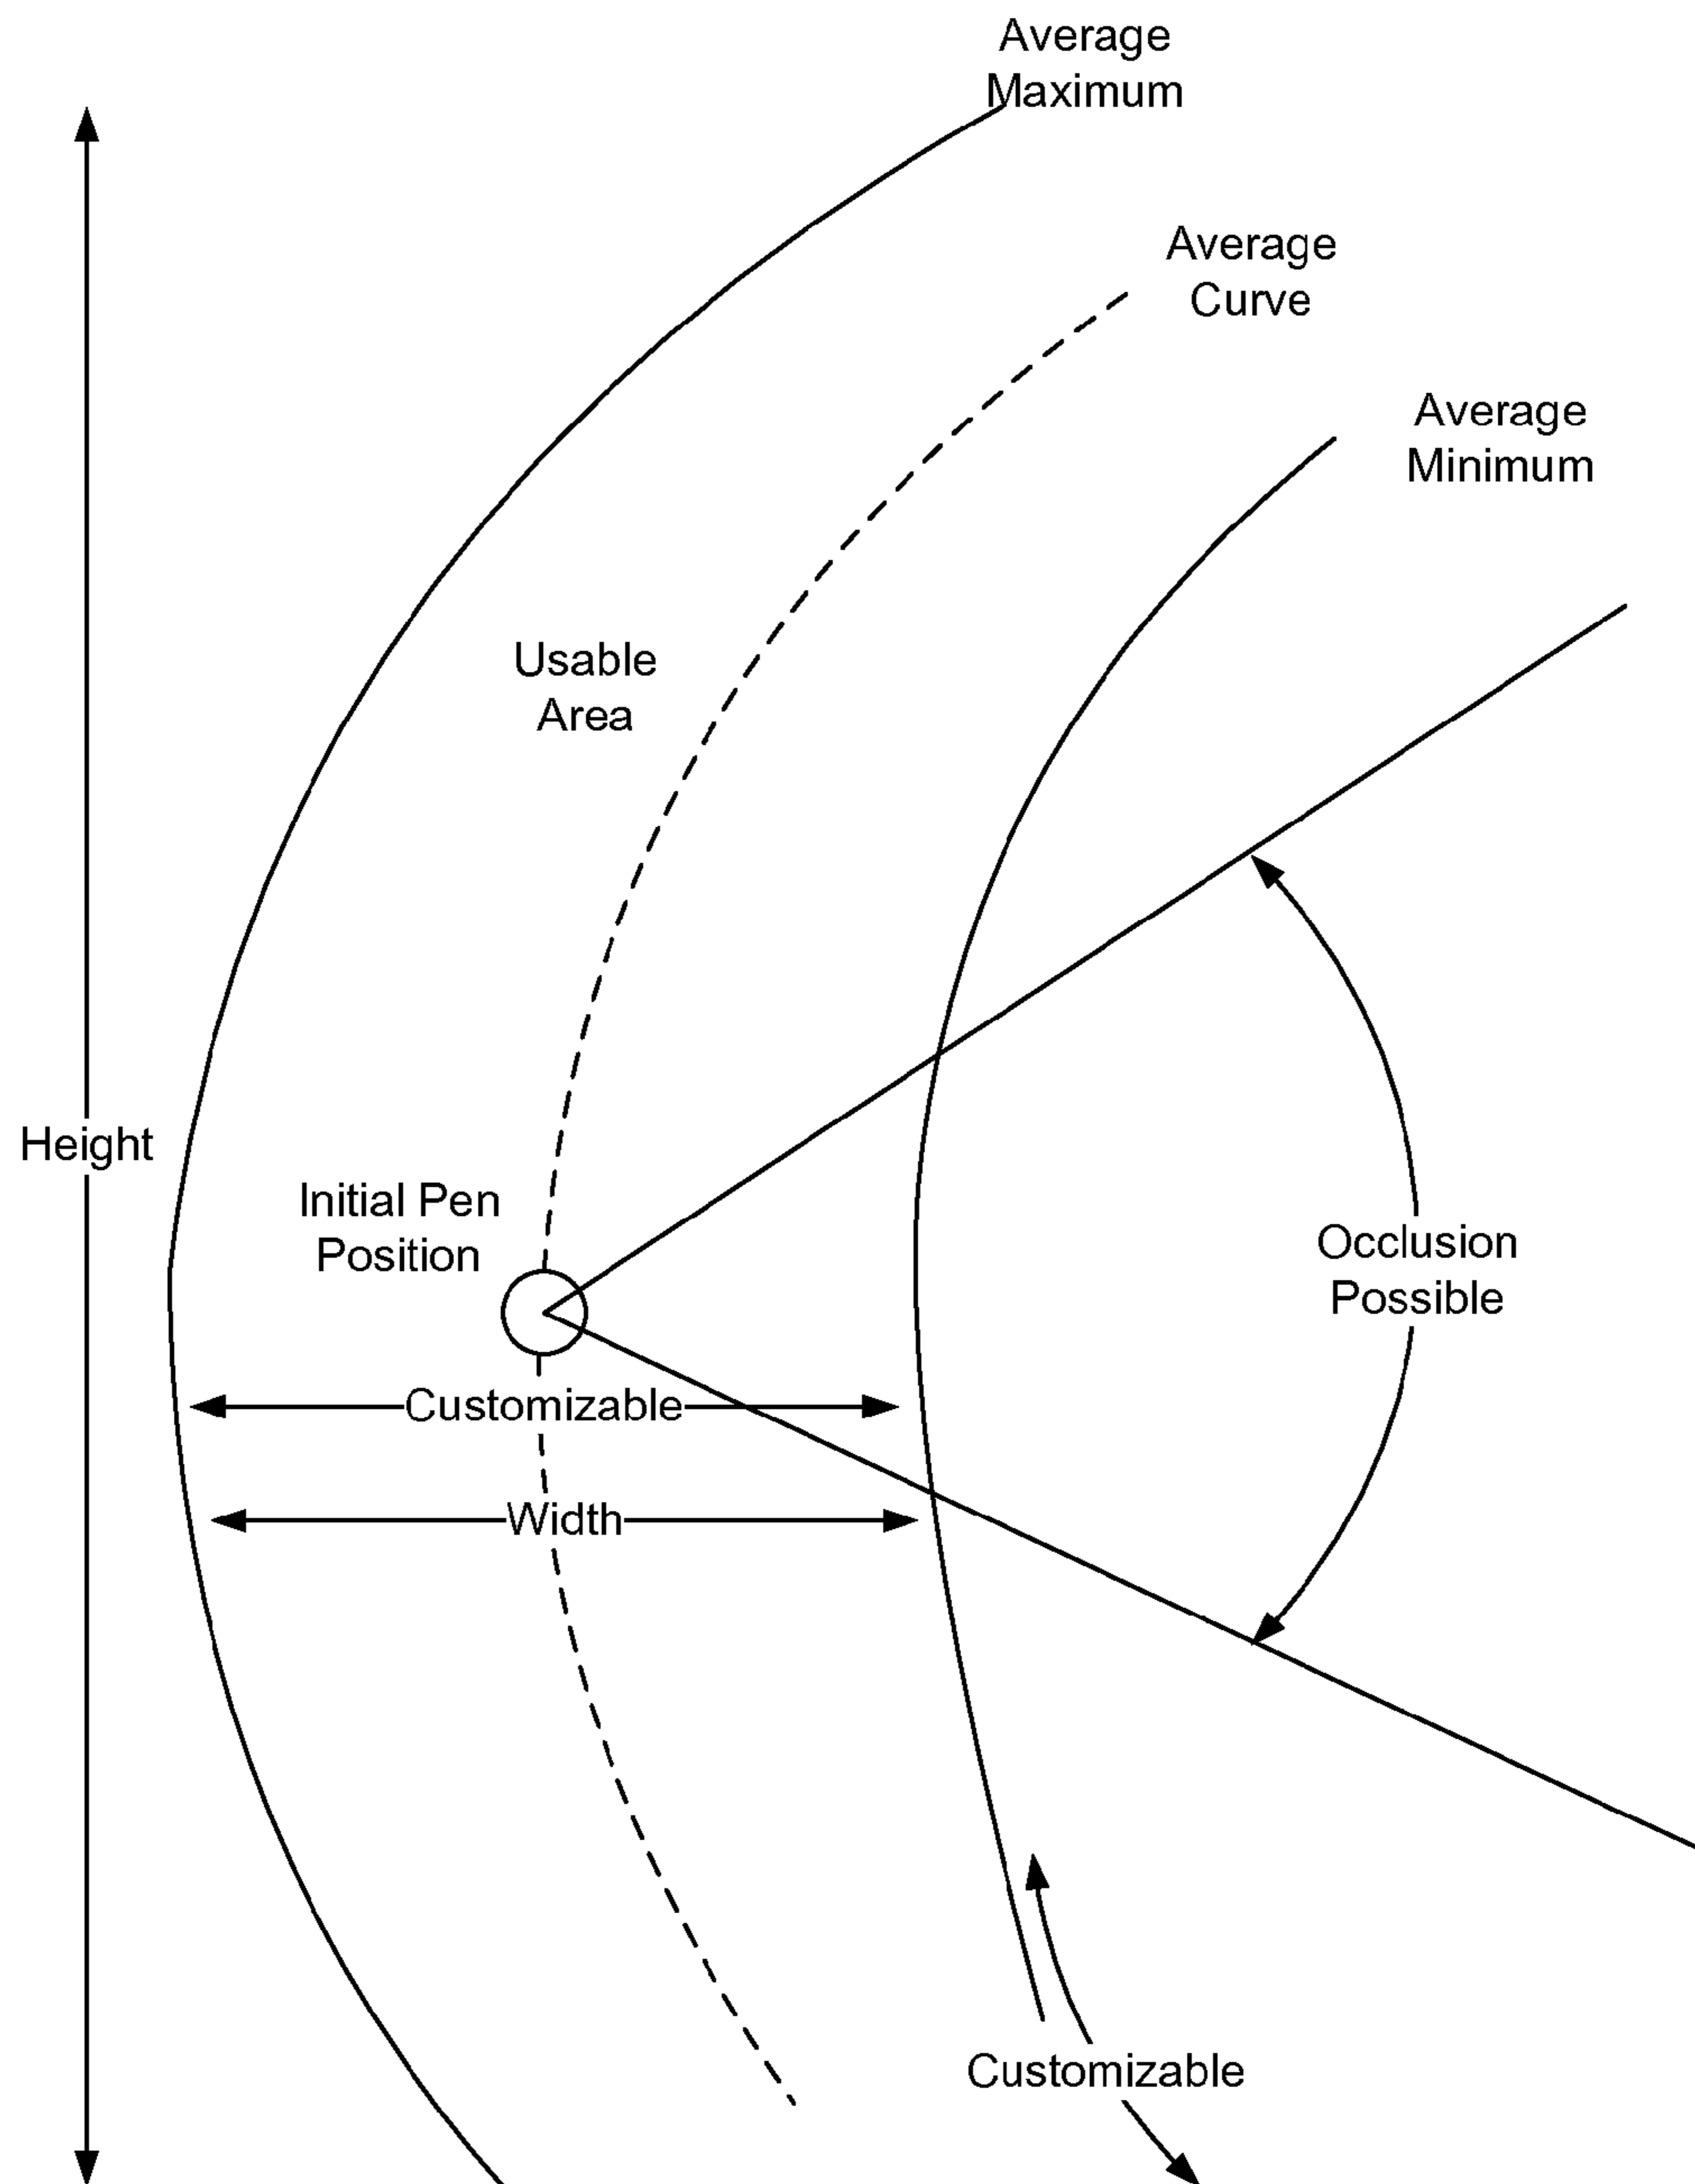 Average
Maximum
Average
Curve
Average
Minimum
Usable
Area
Height
Initial Pen
Position
Occlusion
Possible
Customizable
Width
Customizable